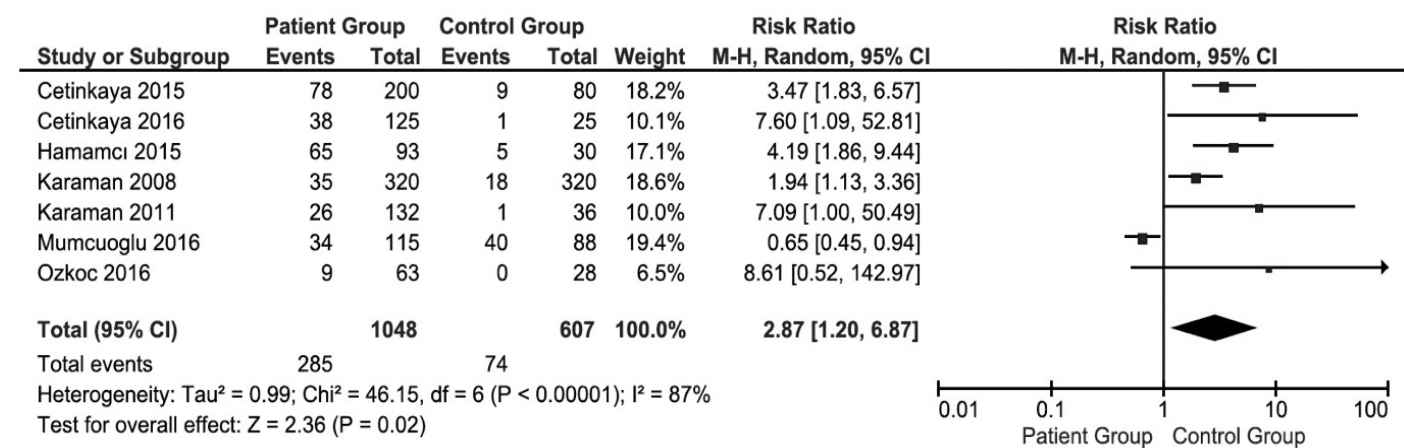 Patient Group Control Group Risk Ratio Risk Ratio
Study or Subgroup Events Total Events Total Weight M-H, Random, 95% CI M-H, Random, 95% CI
Cetinkaya 2015 78 200 9 80 18.2% 3.47 [1.83, 6.57]
Cetinkaya 2016 38 125 1 25 10.1% 7.60 [1.09, 52.81]
Hamamcı 2015 65 93 5 30 17.1% 4.19 [1.86, 9.44]
Karaman 2008 35 320 18 320 18.6% 1.94 [1.13, 3.36]
Karaman 2011 26 132 1 36 10.0% 7.09 [1.00, 50.49]
Mumcuoglu 2016 34 115 40 88 19.4% 0.65 [0.45, 0.94]
Ozkoc 2016 9 63 0 28 6.5% 8.61 [0.52, 142.97]
Total (95% CI) 1048 607 100.0% 2.87 [1.20, 6.87]
Total events 285 74
Heterogeneity: Tau² = 0.99; Chi² = 46.15, df = 6 (P < 0.00001); I² = 87%
Test for overall effect: Z = 2.36 (P = 0.02)
0.01 0.1 1 10 100
Patient Group Control Group